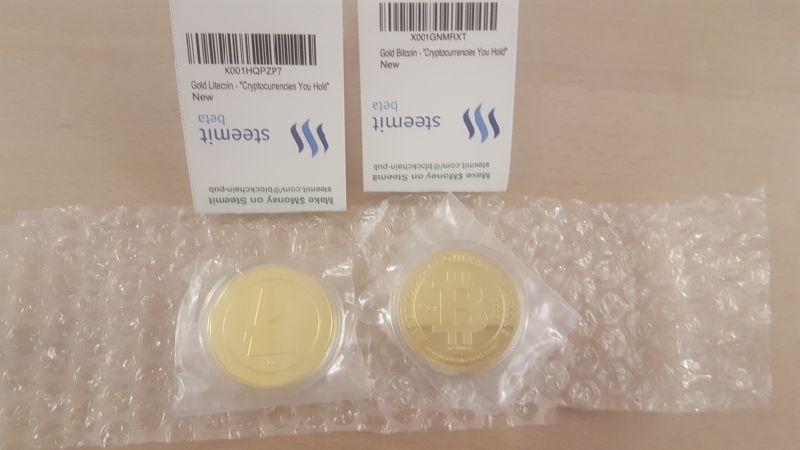 X001HQPZP7
Gold Litecoin - "Cryptocurrencies You Hold"
New
steemit
beta
Make $Money on Steemit
steemit.com/@blockchain-pub
X001GNMRXT
Gold Bitcoin - "Cryptocurrencies You Hold"
New
steemit
beta
Make $Money on Steemit
steemit.com/@blockchain-pub